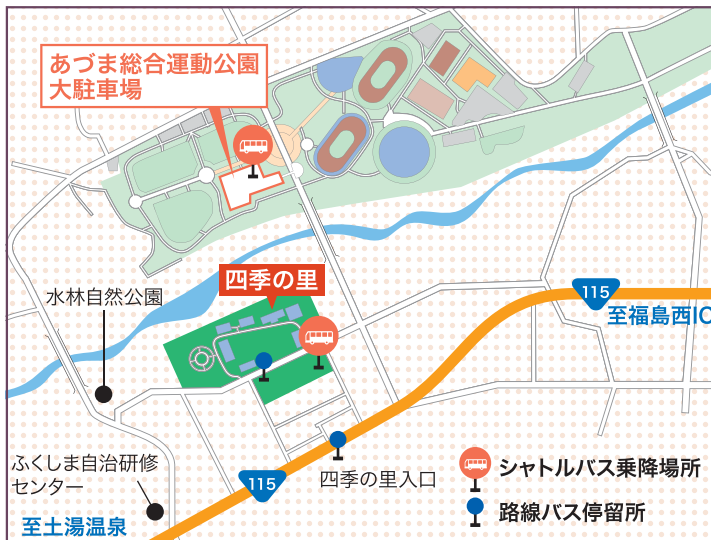 あづま総合運動公園
大駐車場
四季の里
水林自然公園
115
至福島西IC
ふくしま自治研修
センター
115
四季の里入口
至土湯温泉
シャトルバス乗降場所
路線バス停留所